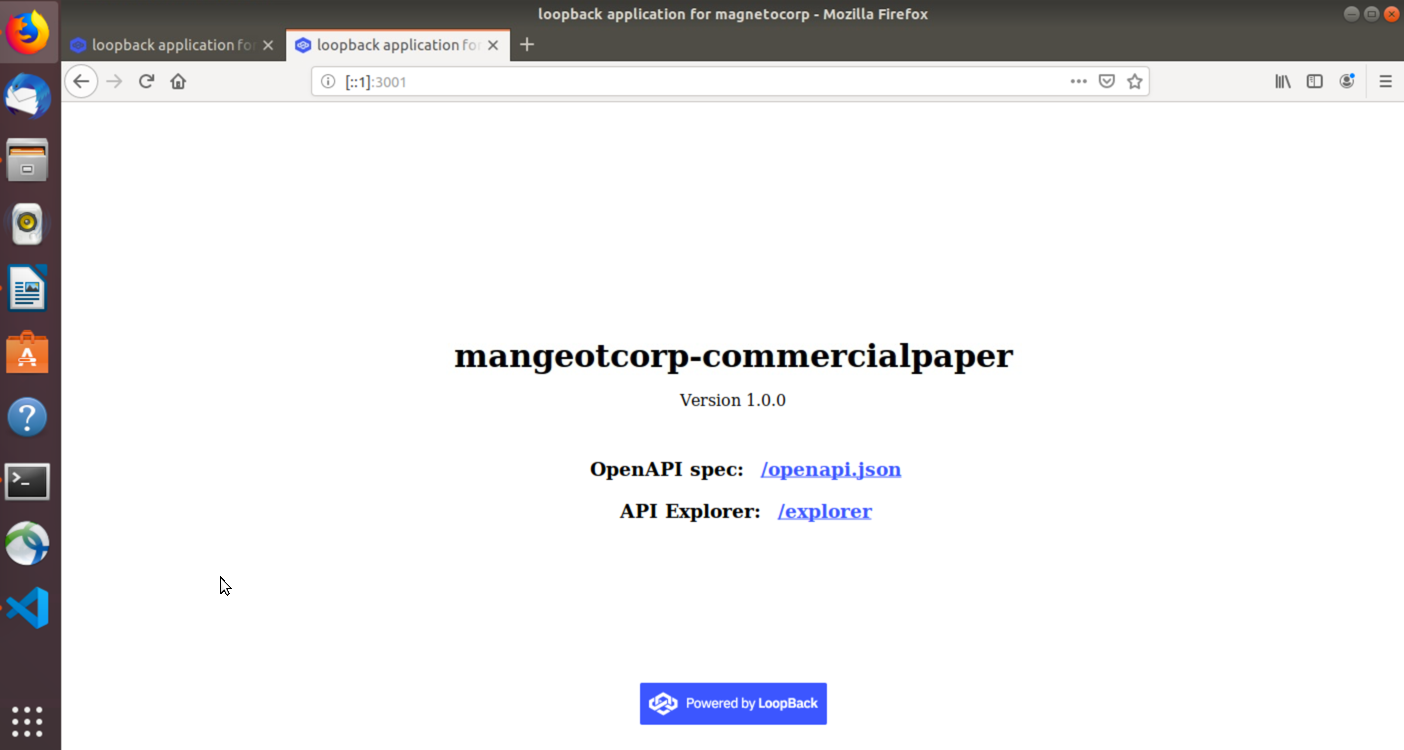 loopback application for magnetocorp - Mozilla Firefox
loopback application fo
loopback application fo
[::1]:3001
mangeotcorp-commercialpaper
Version 1.0.0
OpenAPI spec: /openapi.json
API Explorer: /explorer
Powered by LoopBack